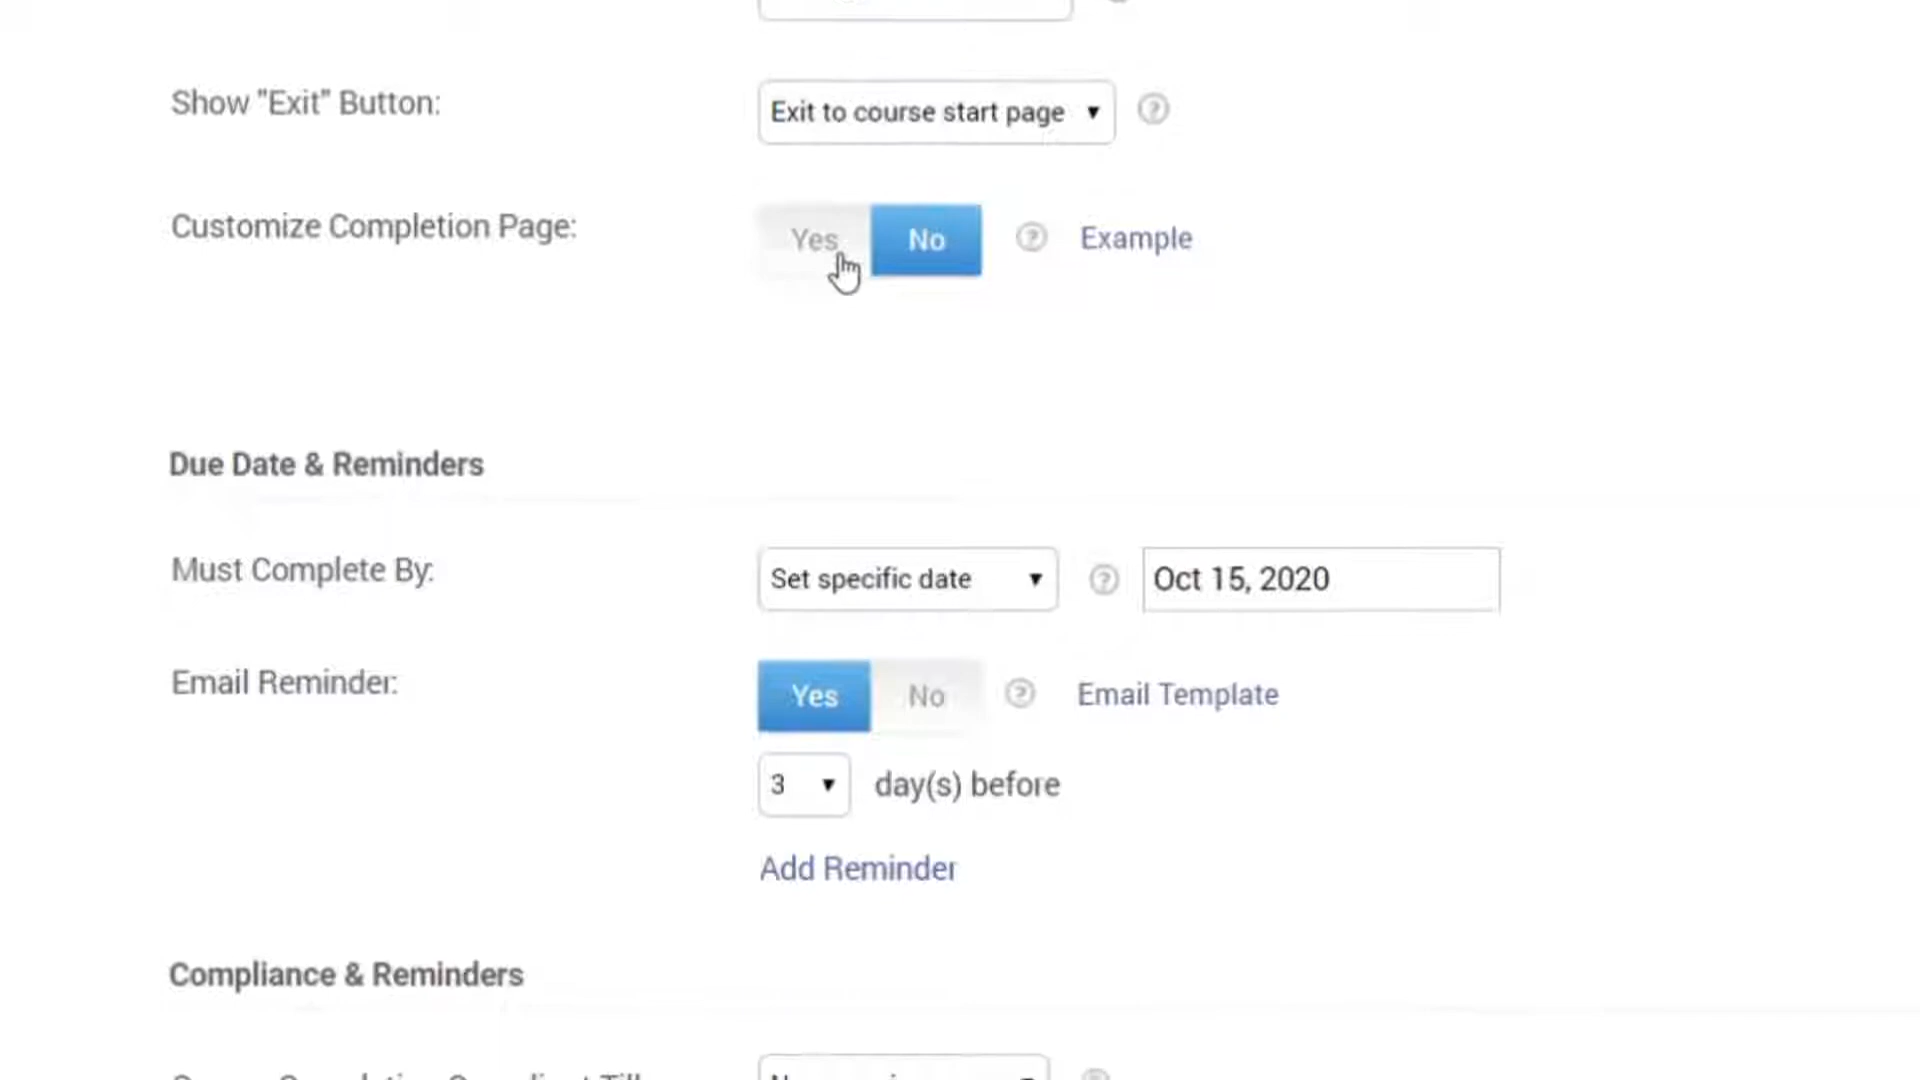 Show "Exit" Button:
Exit to course start page
Customize Completion Page:
Yes No Example
Due Date & Reminders
Must Complete By:
Set specific date
Oct 15, 2020
Email Reminder:
Yes No Email Template
3 day(s) before
Add Reminder
Compliance & Reminders